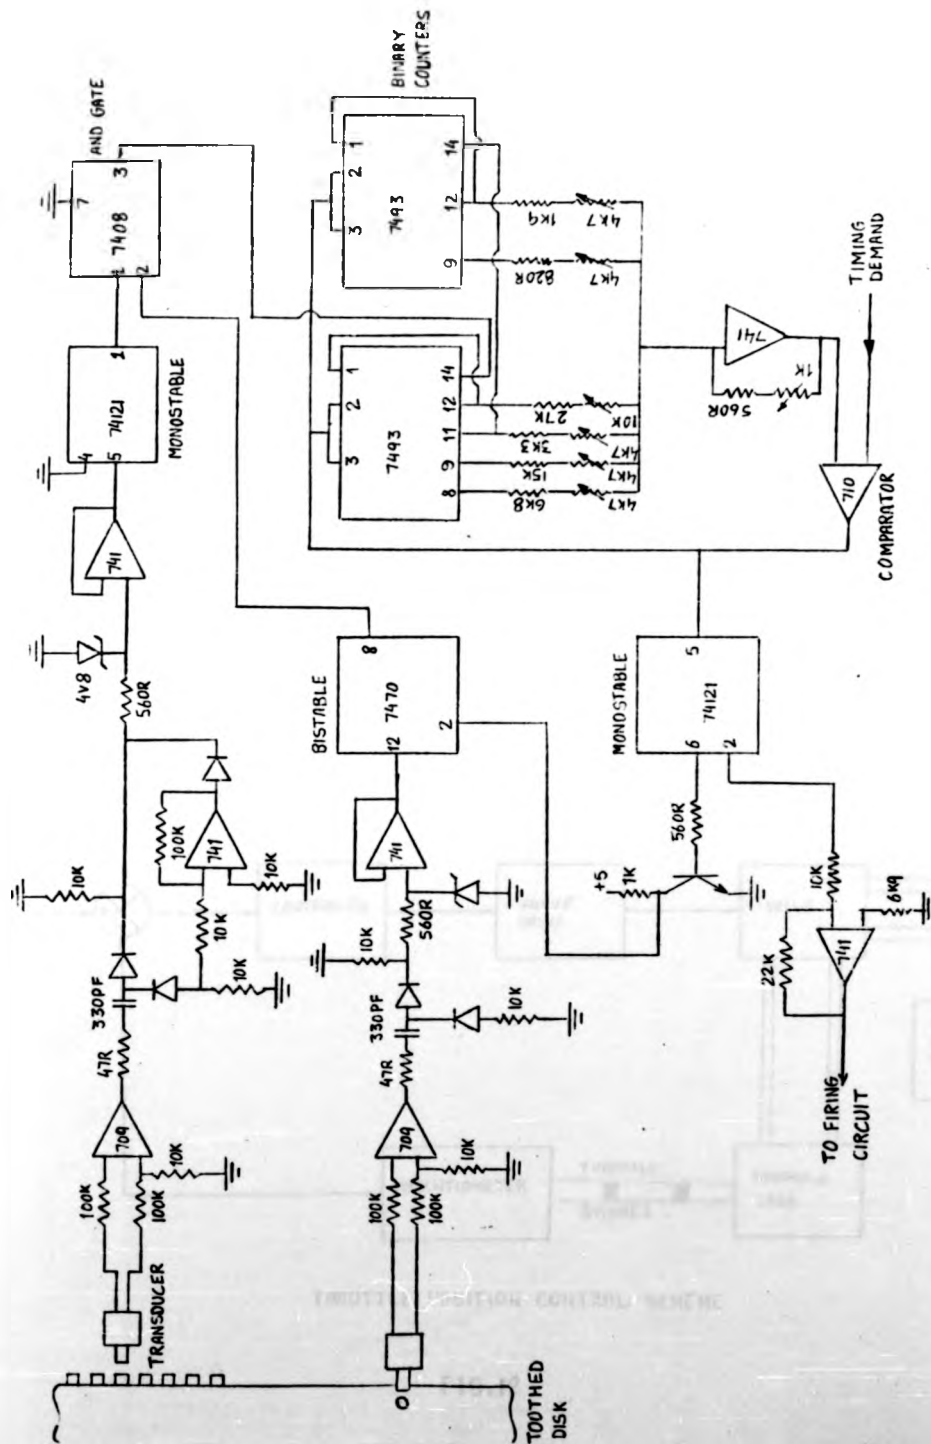 AND GATE
7
7408
3
1
2
MONOSTABLE
4
5
74121
1
741
4V8
560R
10K
100K
741
10K
10K
10K
330PF
47R
709
100K
100K
10K
TRANSDUCER
BINARY
COUNTERS
1
2
3
7493
14
12
9
1K9
4K7
820R
4K7
1
2
3
7493
14
12
11
9
8
27K
10K
3K3
4K7
15K
4K7
6K8
4K7
741
560R
1K
TIMING
DEMAND
710
COMPARATOR
BISTABLE
8
7470
12
2
741
560R
10K
330PF
10K
47R
709
100K
100K
10K
TOOTHED
DISK
MONOSTABLE
5
74121
6
2
560R
+5
1K
10K
6K9
741
22K
TO FIRING
CIRCUIT